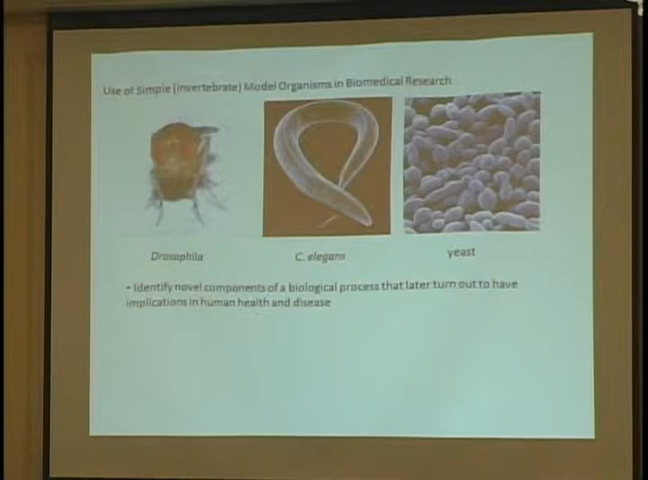 Use of Simple (invertebrate) Model Organisms in Biomedical Research
Drosophila
C. elegans
yeast
• Identify novel components of a biological process that later turn out to have
implications in human health and disease